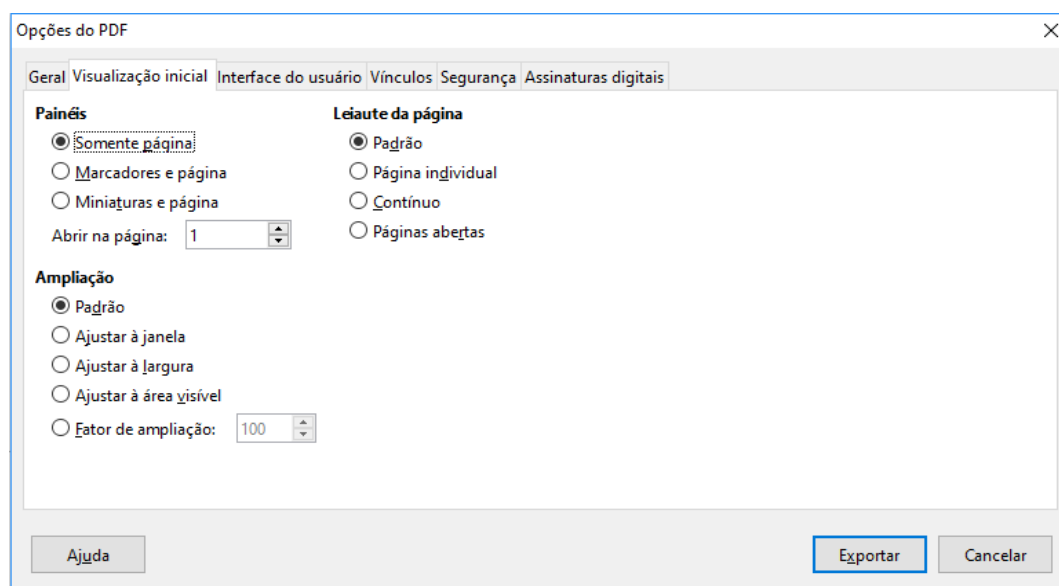 Opções do PDF
Geral Visualização inicial Interface do usuário Vínculos Segurança Assinaturas digitais
Painéis
Somente página
Marcadores e página
Miniaturas e página
Abrir na página: 1
Leiaute da página
Padrão
Página individual
Contínuo
Páginas abertas
Ampliação
Padrão
Ajustar à janela
Ajustar à largura
Ajustar à área visível
Fator de ampliação: 100
Ajuda Exportar Cancelar